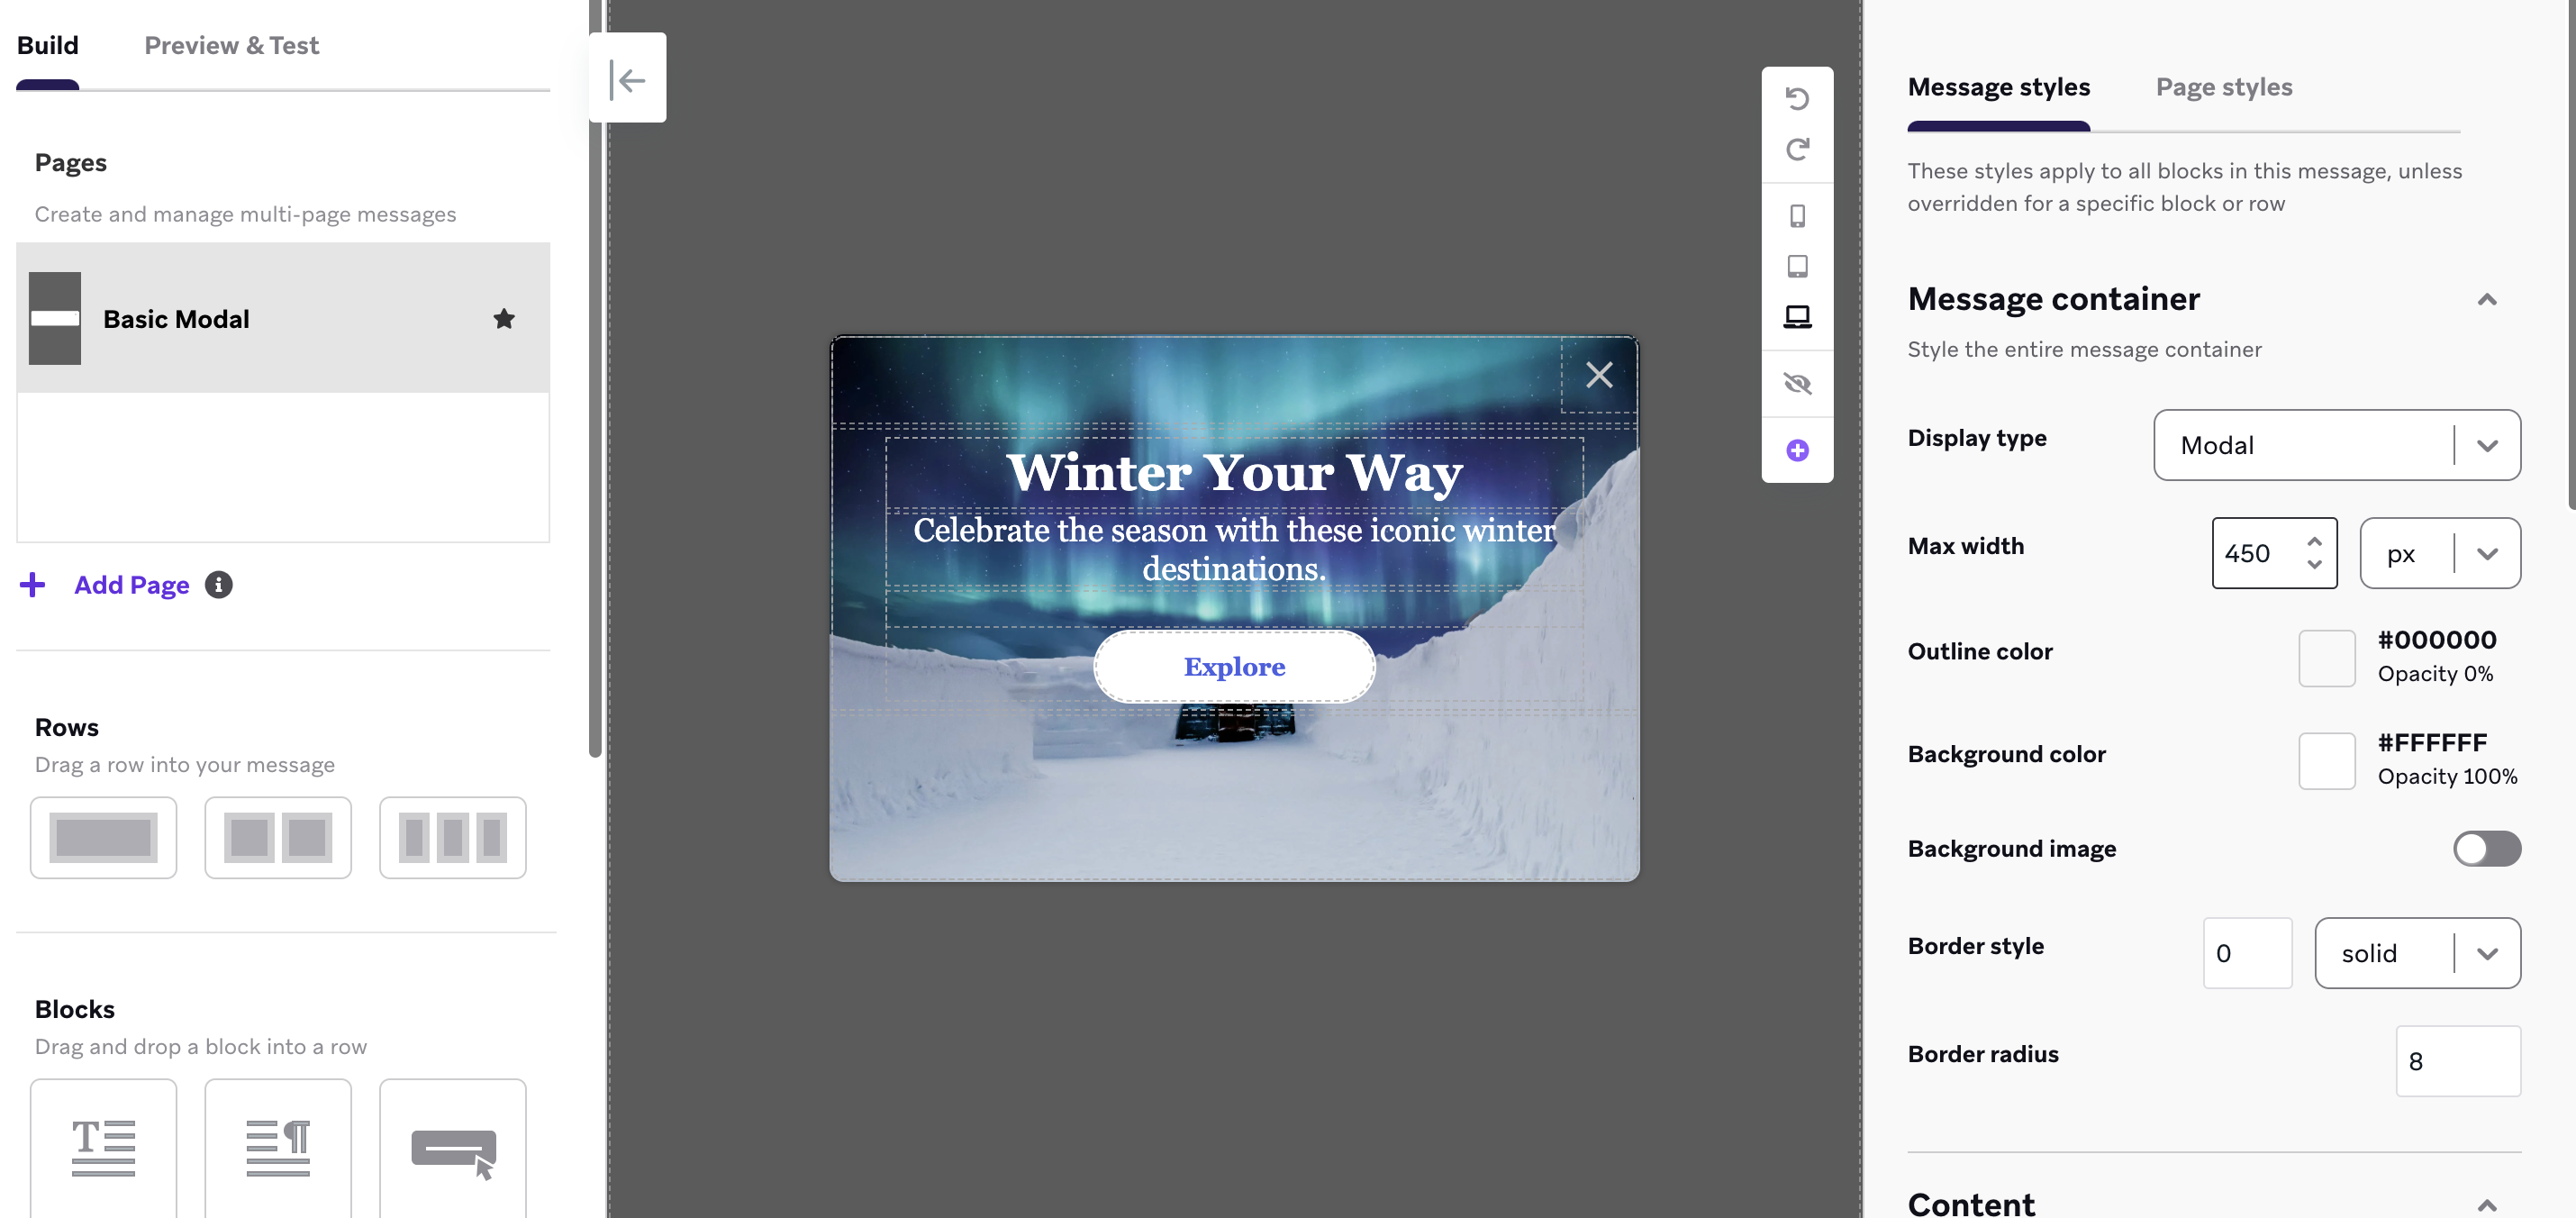 Build
Preview & Test
Pages
Create and manage multi-page messages
Basic Modal
Add Page
Rows
Drag a row into your message
Blocks
Drag and drop a block into a row
Winter Your Way
Celebrate the season with these iconic winter
destinations.
Explore
Message styles
Page styles
These styles apply to all blocks in this message, unless
overridden for a specific block or row
Message container
Style the entire message container
Display type
Modal
Max width
450
px
Outline color
#000000
Opacity 0%
Background color
#FFFFFF
Opacity 100%
Background image
Border style
0
solid
Border radius
8
Content